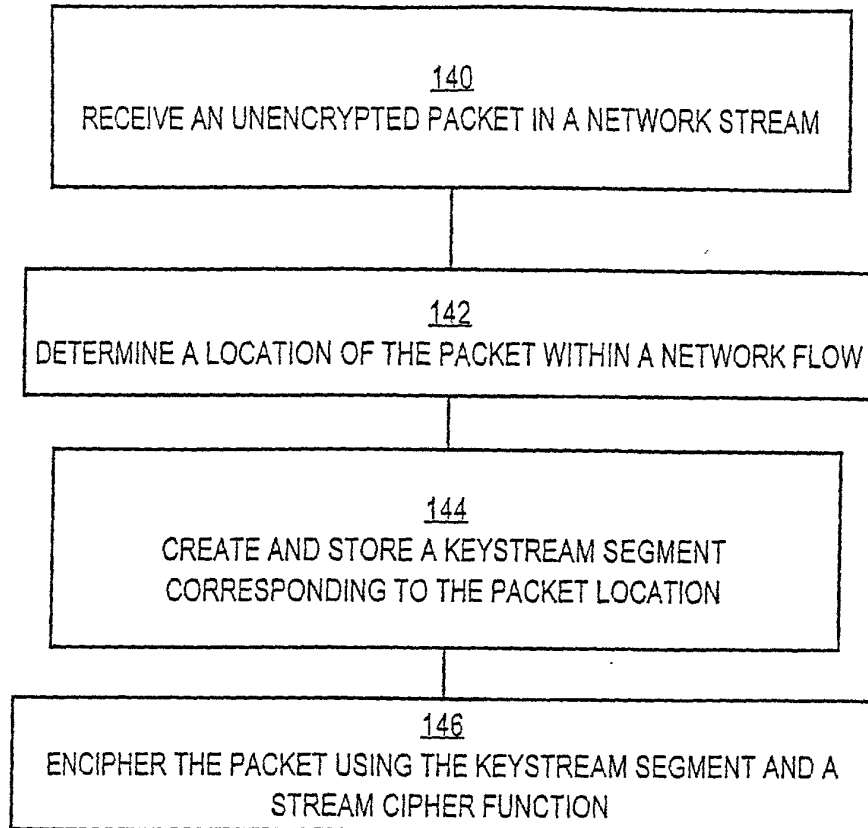 140
RECEIVE AN UNENCRYPTED PACKET IN A NETWORK STREAM
142
DETERMINE A LOCATION OF THE PACKET WITHIN A NETWORK FLOW
144
CREATE AND STORE A KEYSTREAM SEGMENT
CORRESPONDING TO THE PACKET LOCATION
146
ENCIPHER THE PACKET USING THE KEYSTREAM SEGMENT AND A
STREAM CIPHER FUNCTION